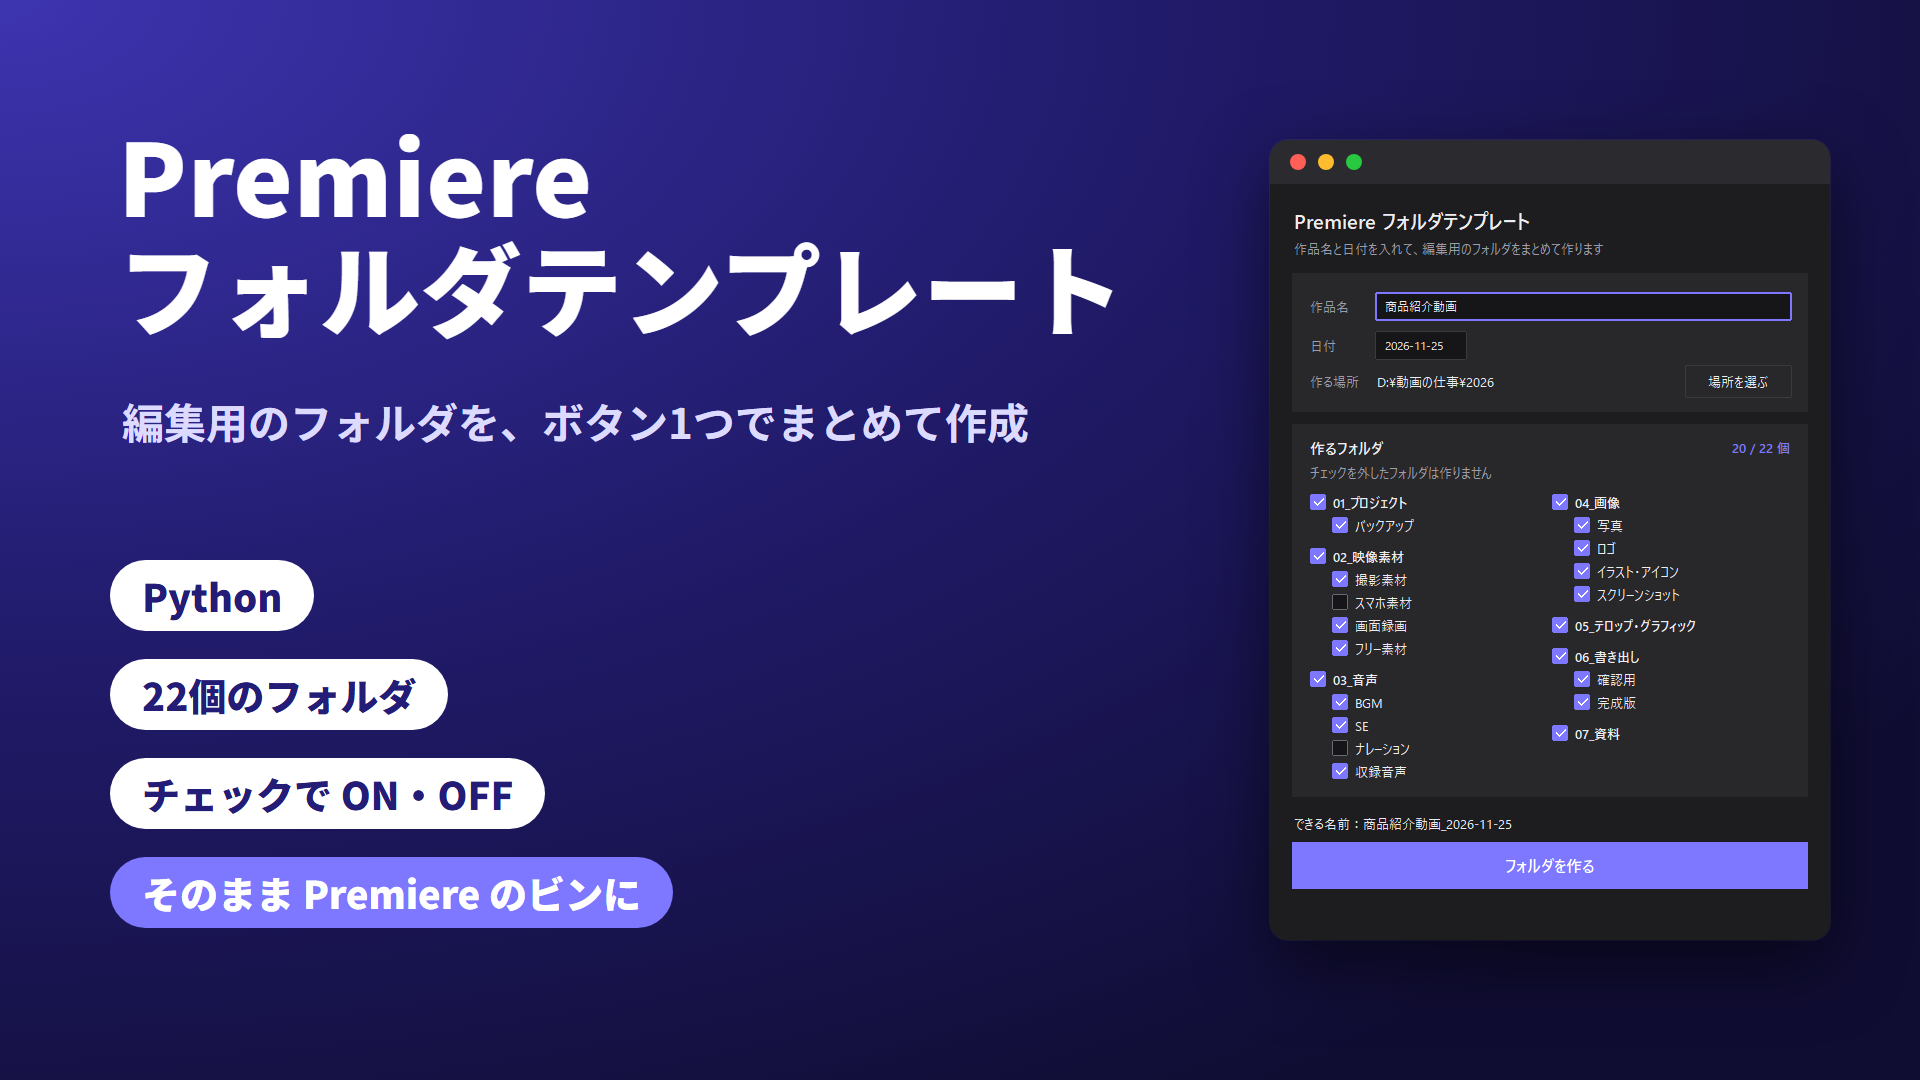 Premiere
フォルダテンプレート
編集用のフォルダを、ボタン1つでまとめて作成
Python
22個のフォルダ
チェックで ON・OFF
そのまま Premiere のビンに
Premiere フォルダテンプレート
作品名と日付を入れて、編集用のフォルダをまとめて作ります
作品名
商品紹介動画
日付
2026-11-25
作る場所
D:¥動画の仕事¥2026
場所を選ぶ
作るフォルダ
20 / 22 個
チェックを外したフォルダは作りません
01_プロジェクト
バックアップ
02_映像素材
撮影素材
スマホ素材
画面録画
フリー素材
03_音声
BGM
SE
ナレーション
収録音声
04_画像
写真
ロゴ
イラスト・アイコン
スクリーンショット
05_テロップ・グラフィック
06_書き出し
確認用
完成版
07_資料
できる名前：商品紹介動画_2026-11-25
フォルダを作る